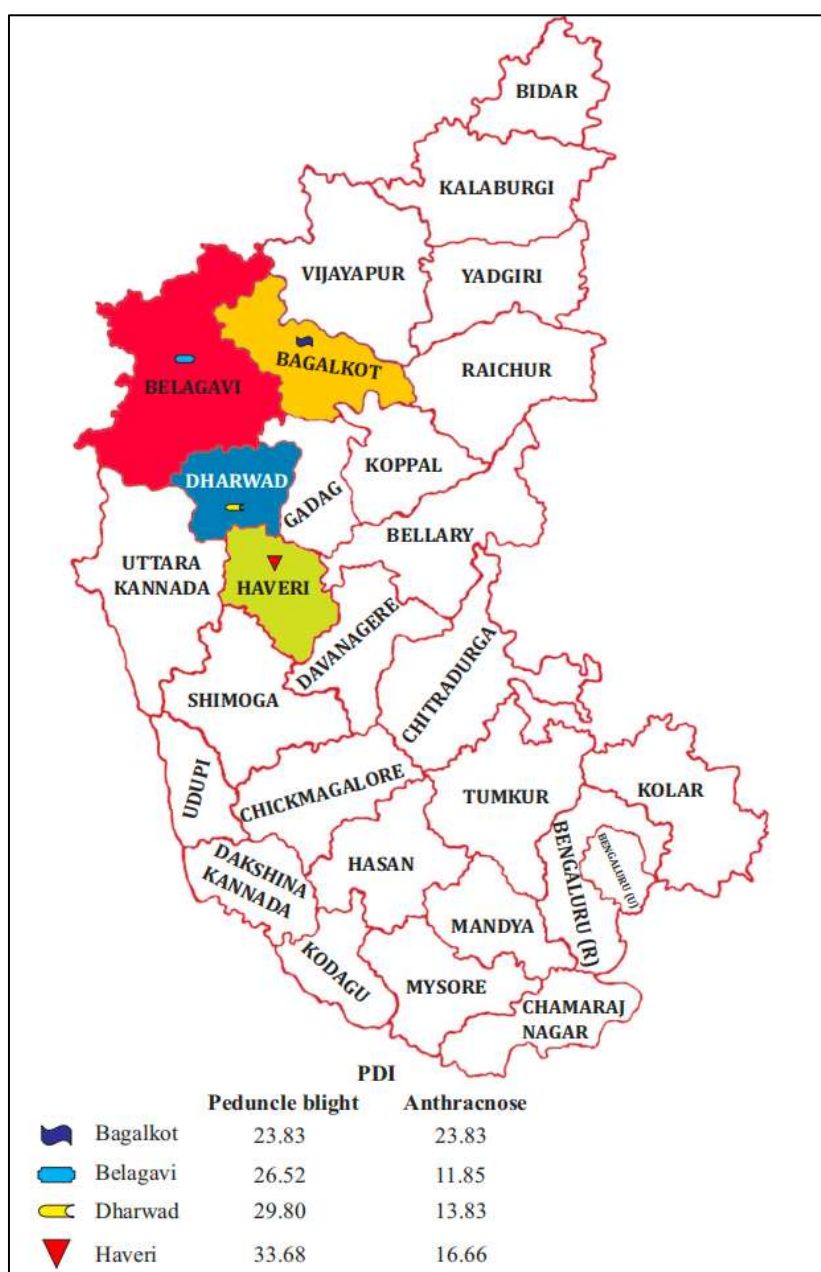 BIDAR
KALABURGI
VIJAYAPUR
YADGIRI
BAGALKOT
RAICHUR
BELAGAVI
KOPPAL
DHARWAD
GADAG
BELLARY
UTTARA
KANNADA
HAVERI
DAVANAGERE
CHITRADURGA
SHIMOGA
UDUPI
CHICKMAGALORE
TUMKUR
KOLAR
BENGALURU (R)
BENGALURU (U)
DAKSHINA
KANNADA
HASAN
MANDYA
KODAGU
MYSORE
CHAMARAJ
NAGAR
PDI
Peduncle blight Anthracnose
Bagalkot 23.83 23.83
Belagavi 26.52 11.85
Dharwad 29.80 13.83
Haveri 33.68 16.66